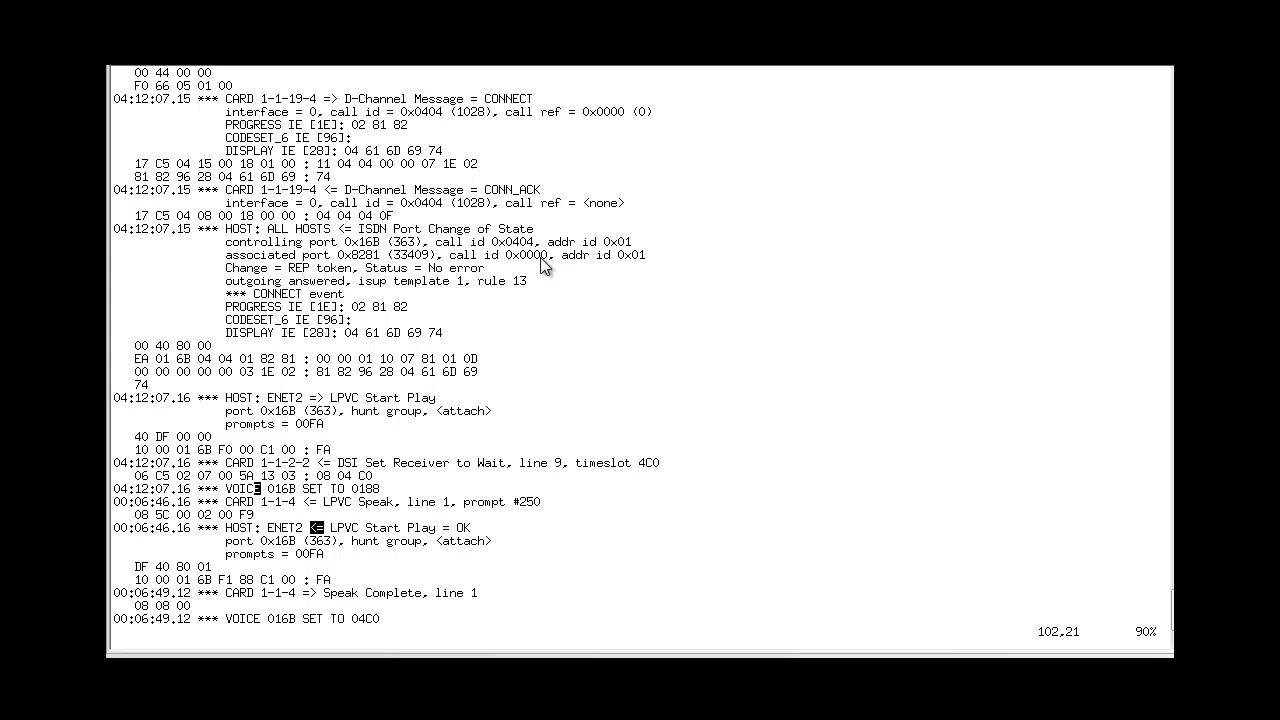 00 44 00 00
F0 66 05 01 00
04:12:07.15 *** CARD 1-1-19-4 => D-Channel Message = CONNECT
interface = 0, call id = 0x0404 (1028), call ref = 0x0000 (0)
PROGRESS IE [1E]: 02 81 82
CODESET_6 IE [96]:
DISPLAY IE [28]: 04 61 6D 69 74
17 C5 04 15 00 18 01 00 : 11 04 04 00 00 07 1E 02
81 82 96 28 04 61 6D 69 : 74
04:12:07.15 *** CARD 1-1-19-4 <= D-Channel Message = CONN_ACK
interface = 0, call id = 0x0404 (1028), call ref = <none>
17 C5 04 08 00 18 00 00 : 04 04 04 0F
04:12:07.15 *** HOST: ALL HOSTS <= ISDN Port Change of State
controlling port 0x16B (363), call id 0x0404, addr id 0x01
associated port 0x8281 (33409), call id 0x0000, addr id 0x01
Change = REP token, Status = No error
outgoing answered, isup template 1, rule 13
*** CONNECT event
PROGRESS IE [1E]: 02 81 82
CODESET_6 IE [96]:
DISPLAY IE [28]: 04 61 6D 69 74
00 40 80 00
EA 01 6B 04 04 01 82 81 : 00 00 01 10 07 81 01 0D
00 00 00 00 00 03 1E 02 : 81 82 96 28 04 61 6D 69
74
04:12:07.16 *** HOST: ENET2 => LPVC Start Play
port 0x16B (363), hunt group, <attach>
prompts = 00FA
40 DF 00 00
10 00 01 6B F0 00 C1 00 : FA
04:12:07.16 *** CARD 1-1-2-2 <= DSI Set Receiver to Wait, line 9, timeslot 4C0
06 C5 02 07 00 5A 13 03 : 08 04 C0
04:12:07.16 *** VOICE 016B SET TO 0188
00:06:46.16 *** CARD 1-1-4 <= LPVC Speak, line 1, prompt #250
08 5C 00 02 00 F9
00:06:46.16 *** HOST: ENET2 <= LPVC Start Play = OK
port 0x16B (363), hunt group, <attach>
prompts = 00FA
DF 40 80 01
10 00 01 6B F1 88 C1 00 : FA
00:06:49.12 *** CARD 1-1-4 => Speak Complete, line 1
08 08 00
00:06:49.12 *** VOICE 016B SET TO 04C0
102,21 90%